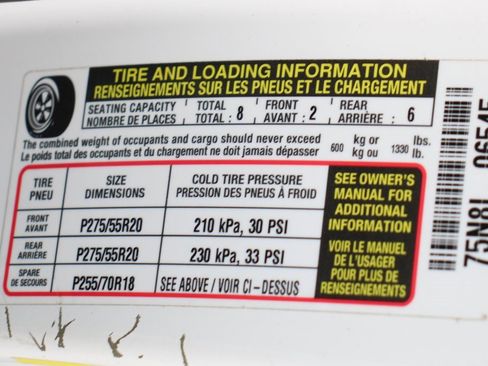 TIRE AND LOADING INFORMATION
RENSEIGNEMENTS SUR LES PNEUS ET LE CHARGEMENT
SEATING CAPACITY TOTAL : 8 FRONT : 2 REAR : 6
NOMBRE DE PLACES TOTAL AVANT ARRIÈRE
The combined weight of occupants and cargo should never exceed 600 kg or 1330 lbs.
Le poids total des occupants et du chargement ne doit jamais dépasser kg ou lb.
TIRE SIZE COLD TIRE PRESSURE
PNEU DIMENSIONS PRESSION DES PNEUS À FROID
FRONT
AVANT P275/55R20 210 kPa, 30 PSI
REAR
ARRIÈRE P275/55R20 230 kPa, 33 PSI
SPARE
DE SECOURS P255/70R18 SEE ABOVE / VOIR CI-DESSUS
SEE OWNER'S
MANUAL FOR
ADDITIONAL
INFORMATION
VOIR LE MANUEL
DE L'USAGER
POUR PLUS DE
RENSEIGNEMENTS